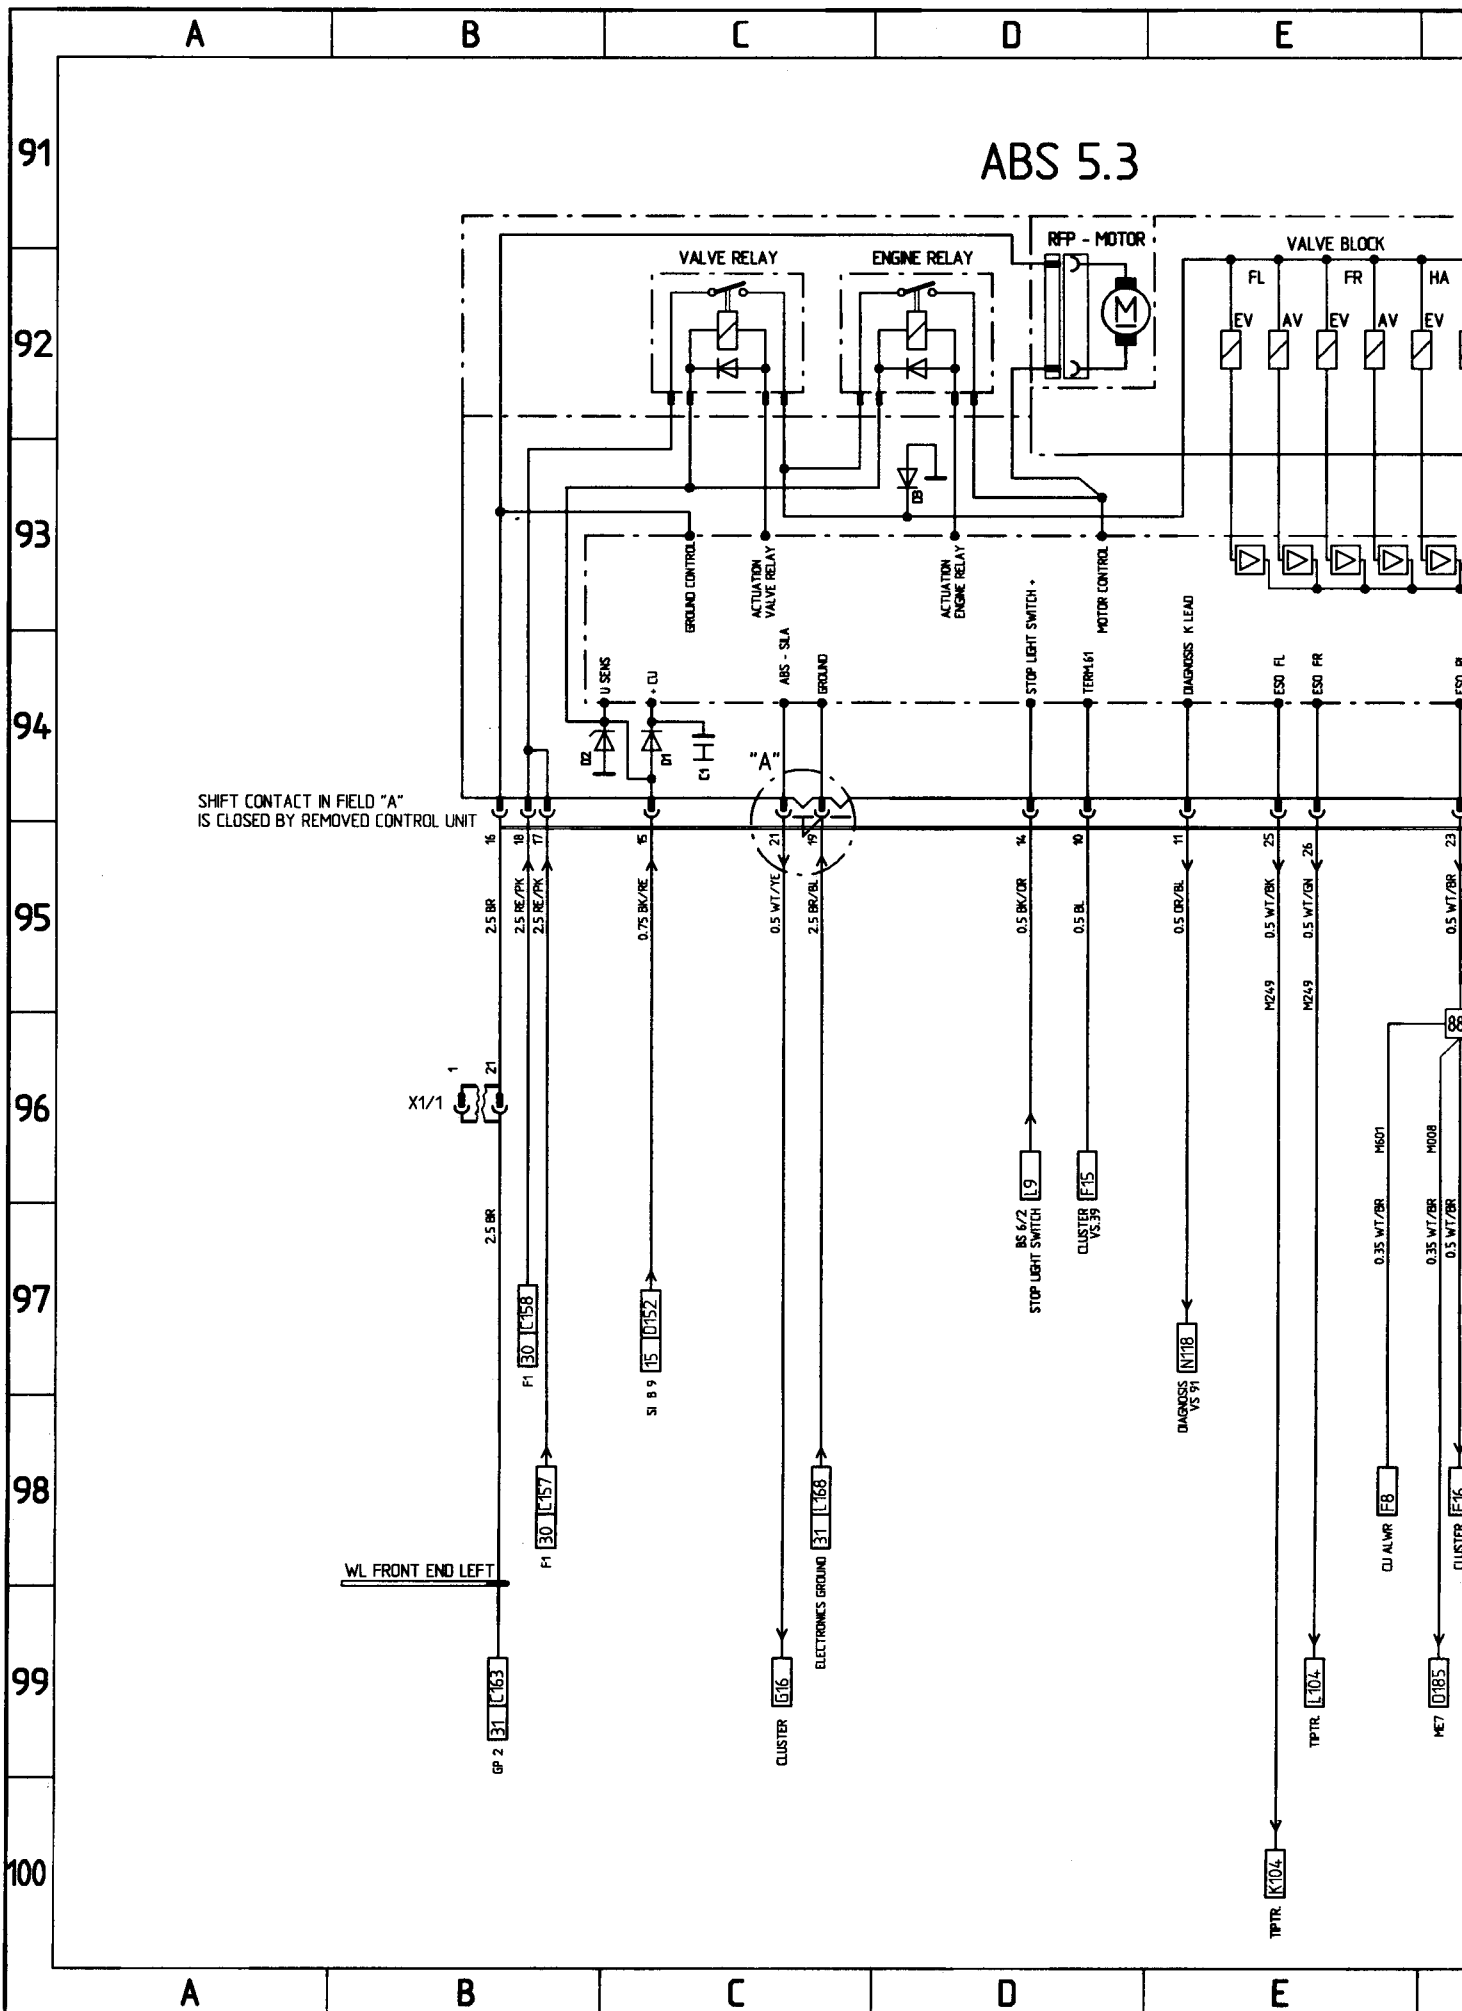 A B C D E
91
ABS 5.3
RFP - MOTOR
VALVE BLOCK
VALVE RELAY
ENGINE RELAY
FL
FR
HA
M
EV
AV
EV
AV
EV
92
D3
93
GROUND CONTROL
ACTUATION
VALVE RELAY
ACTUATION
ENGINE RELAY
MOTOR CONTROL
U SENS
+ CU
ABS - SILA
GROUND
STOP LIGHT SWITCH +
TERM.61
DIAGNOSIS K LEAD
ESO FL
ESO FR
94
D2
D1
C1
"A"
SHIFT CONTACT IN FIELD "A"
IS CLOSED BY REMOVED CONTROL UNIT
16
18
17
15
21
19
14
10
11
25
26
23
95
2.5 BR
2.5 RE/PK
2.5 RE/PK
0.75 BK/RE
0.5 WT/YE
2.5 BR/BL
0.5 BK/OR
0.5 BL
0.5 OR/BL
0.5 WT/BK
0.5 WT/GN
0.5 WT/BR
M249
M249
88
96
X1/1
1
21
M601
M008
L9
BS 6/2
STOP LIGHT SWITCH
F15
CLUSTER
VS.39
2.5 BR
0.35 WT/BR
0.35 WT/BR
0.5 WT/BR
97
F1 30 C158
SI B 9 15 D152
N118
DIAGNOSIS
VS 91
98
F1 30 C157
31 L168
ELECTRONICS GROUND
F8
CU ALWR
F16
CLUSTER
WL FRONT END LEFT
99
GP 2 31 C163
G16
CLUSTER
L104
TIPTR.
D185
ME7
100
K104
TIPTR.
A B C D E